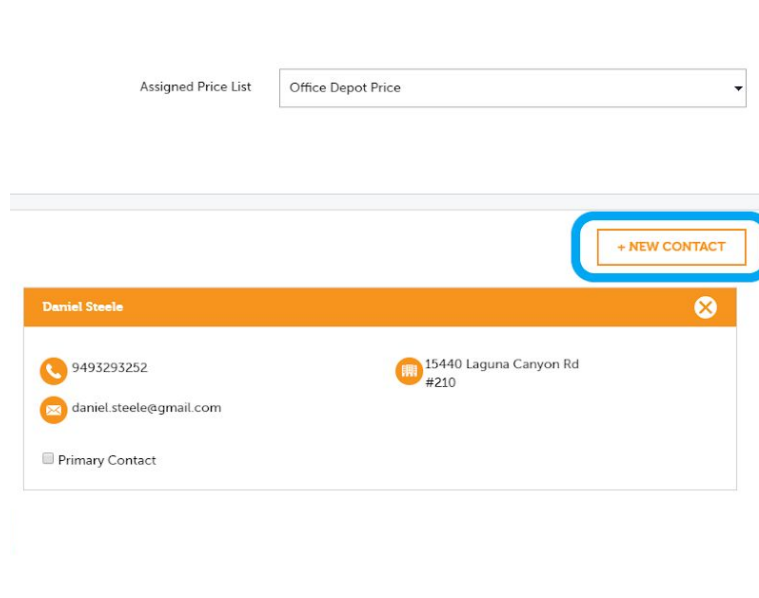 Assigned Price List
Office Depot Price
+ NEW CONTACT
Daniel Steele
9493293252
15440 Laguna Canyon Rd
#210
daniel.steele@gmail.com
Primary Contact